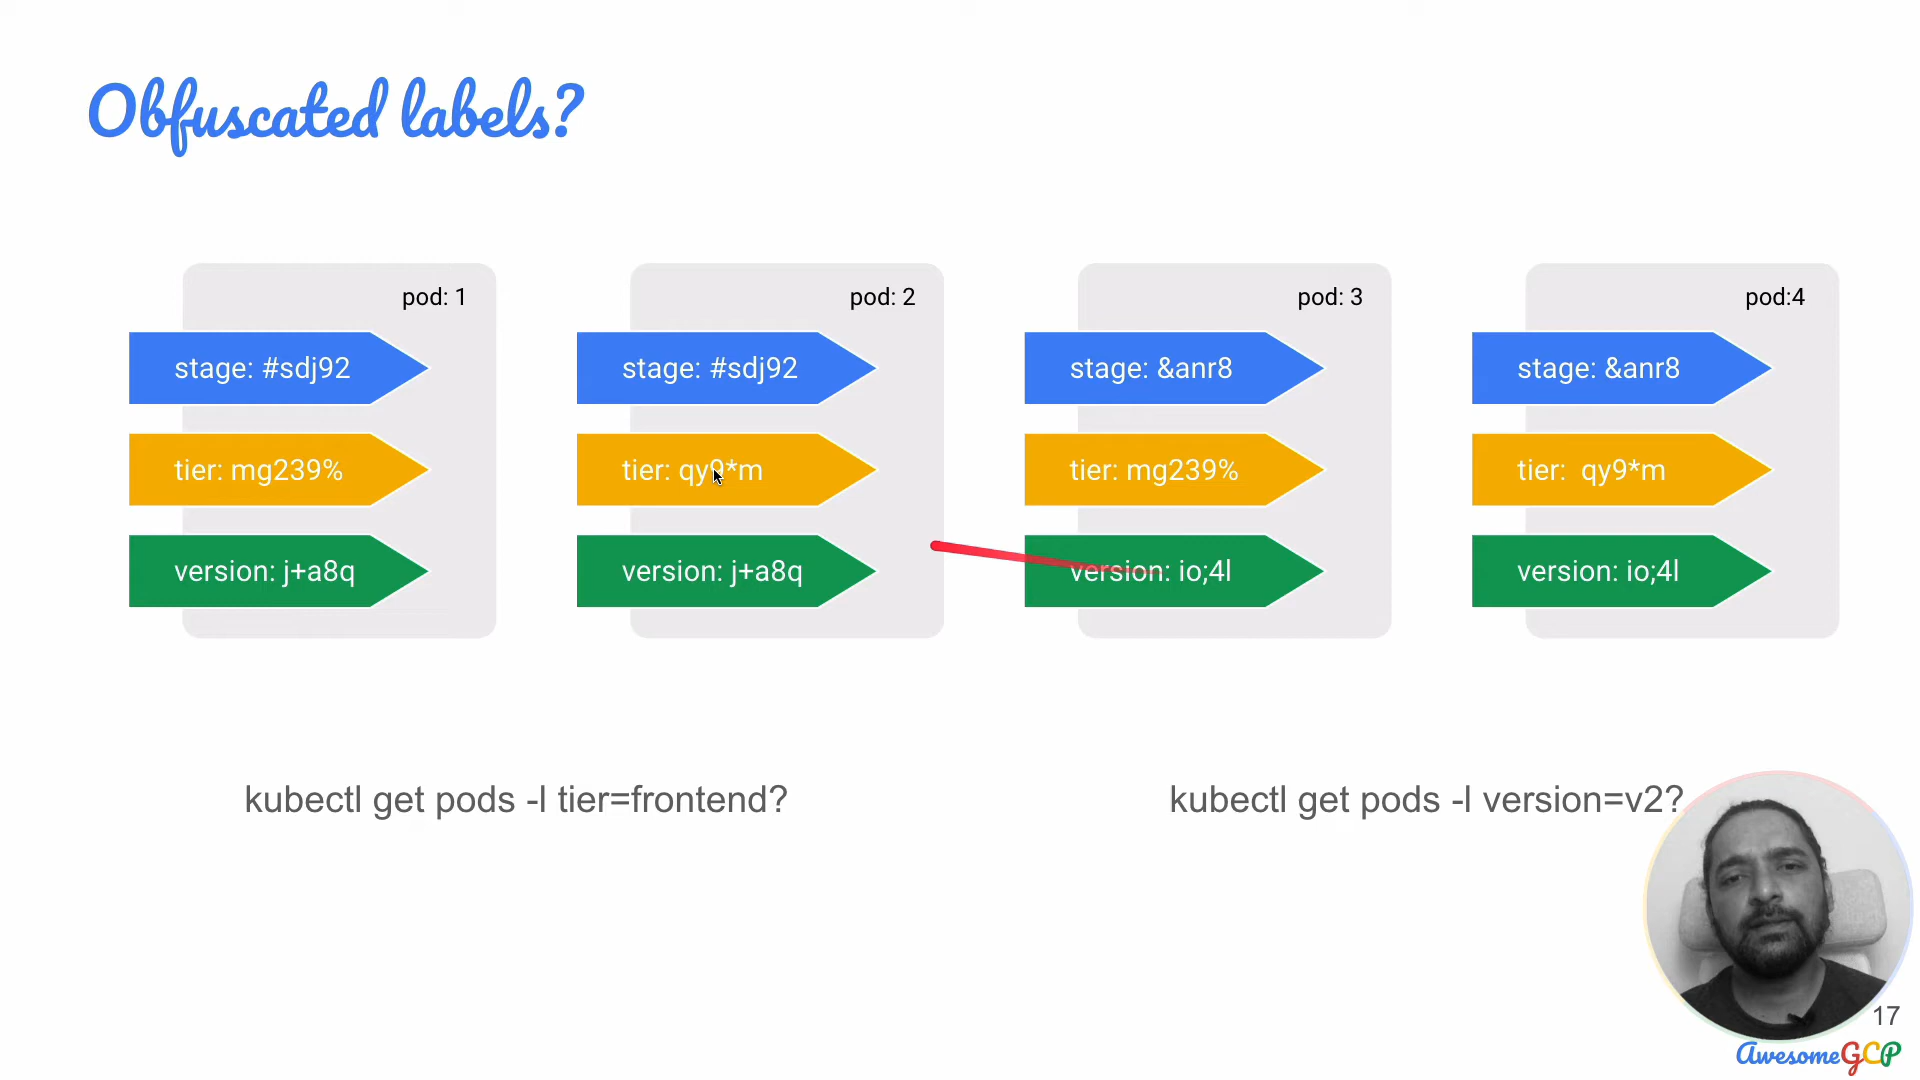 Obfuscated labels?
pod: 1
stage: #sdj92
tier: mg239%
version: j+a8q
pod: 2
stage: #sdj92
tier: qy9*m
version: j+a8q
pod: 3
stage: &anr8
tier: mg239%
version: io;4l
pod:4
stage: &anr8
tier:  qy9*m
version: io;4l
kubectl get pods -l tier=frontend?
kubectl get pods -l version=v2?
17
AwesomeGCP